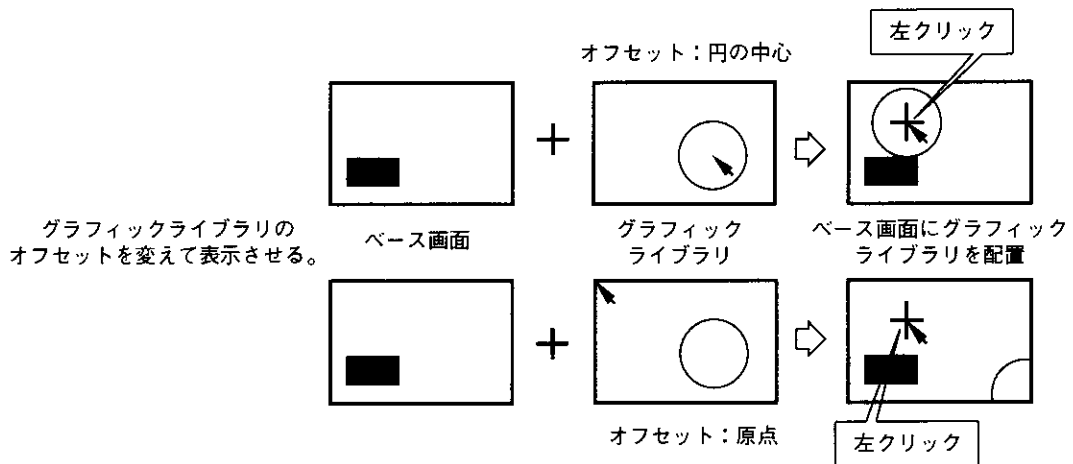 左クリック
オフセット：円の中心
グラフィックライブラリの
オフセットを変えて表示させる。
ベース画面
グラフィック
ライブラリ
ベース画面にグラフィック
ライブラリを配置
オフセット：原点
左クリック